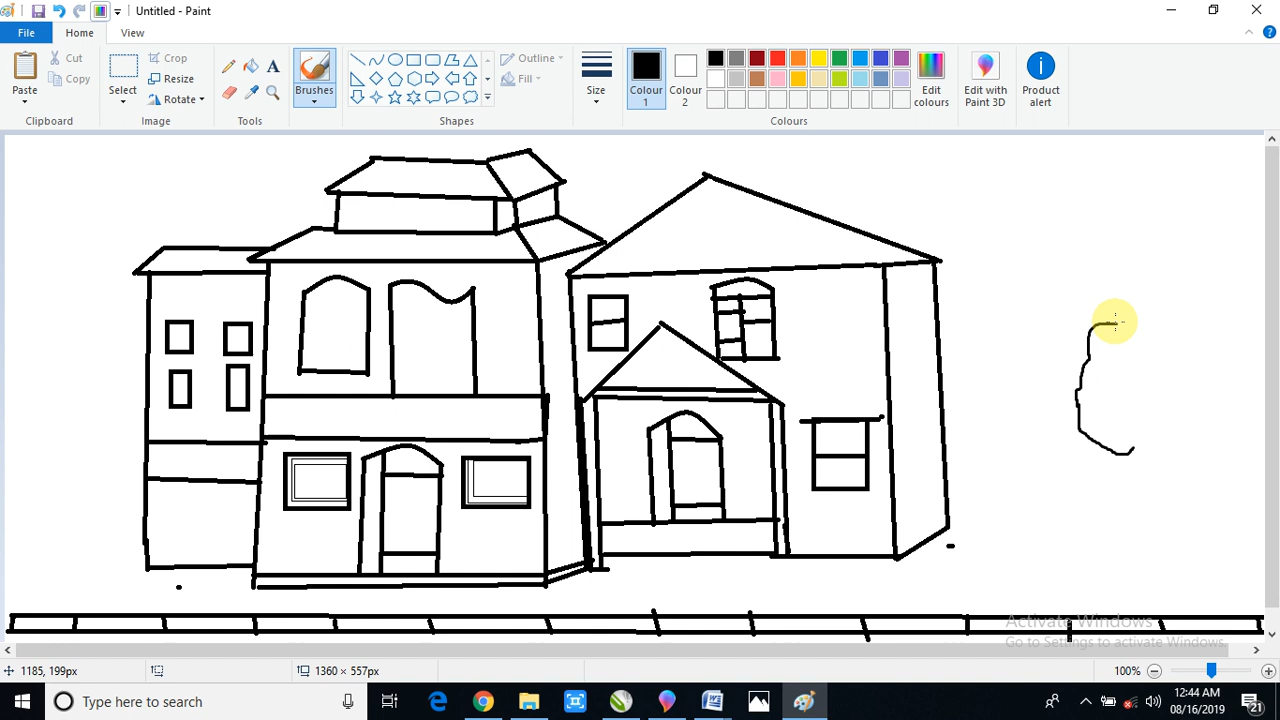 Untitled - Paint
File Home View
Paste
Cut
Copy
Clipboard
Select
Crop
Resize
Rotate
Image
A
Tools
Brushes
Shapes
Outline
Fill
Size
Colour 1
Colour 2
Edit colours
Colours
Edit with Paint 3D
Product alert
Activate Windows
Go to Settings to activate Windows.
1185, 199px
1360 × 557px
100%
Type here to search
12:44 AM
08/16/2019
21